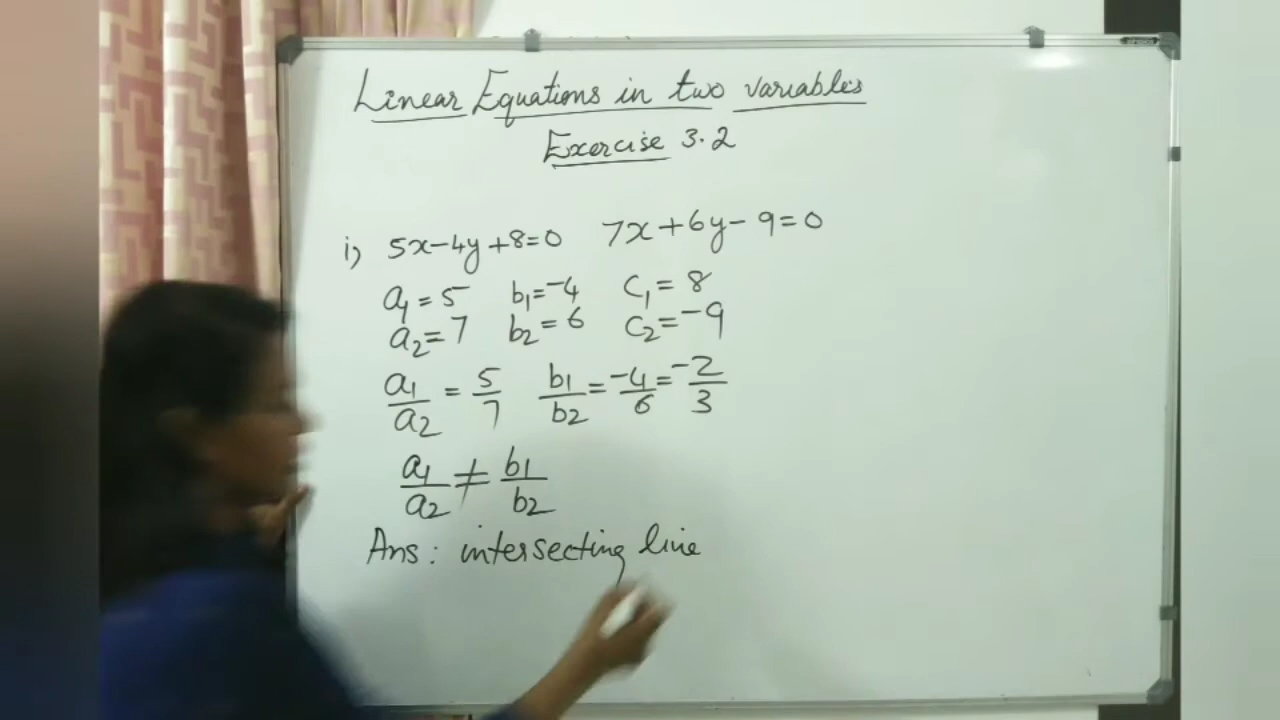 Linear Equations in two variables
Exercise 3.2
i) 5x-4y+8=0 7x+6y-9=0
a₁=5 b₁=-4 c₁=8
a₂=7 b₂=6 c₂=-9
a₁/a₂ = 5/7 b₁/b₂ = -4/6 = -2/3
a₁/a₂ ≠ b₁/b₂
Ans: intersecting line